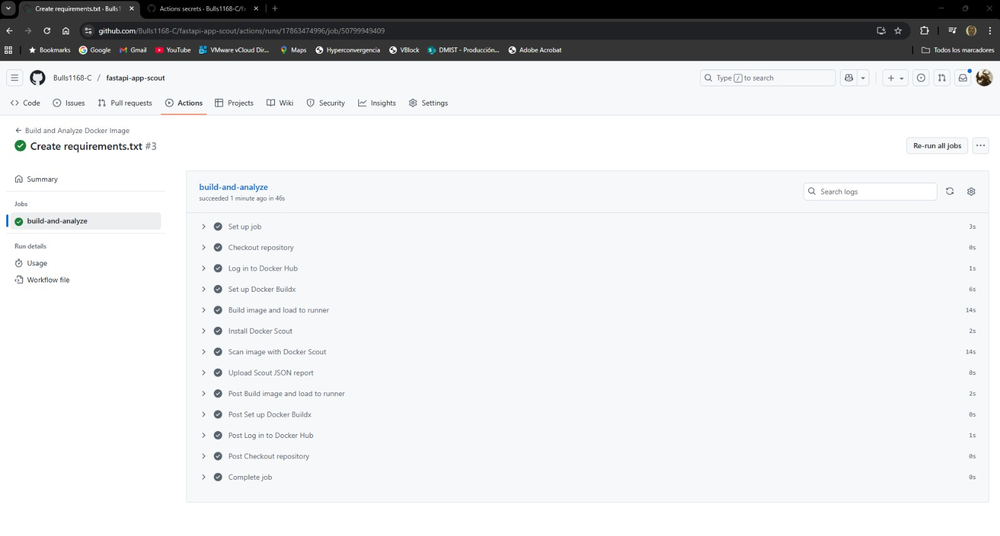 Create requirements.txt · Bulls1
Actions secrets · Bulls1168-C/fa
github.com/Bulls1168-C/fastapi-app-scout/actions/runs/17863474996/job/50799949409
Bookmarks Google Gmail YouTube VMware vCloud Dir... Maps Hyperconvergencia VBlock DMIST - Producción... Adobe Acrobat Todos los marcadores
Bulls1168-C / fastapi-app-scout
Type / to search
Code Issues Pull requests Actions Projects Wiki Security Insights Settings
Build and Analyze Docker Image
Create requirements.txt #3
Re-run all jobs
Summary
Jobs
build-and-analyze
Run details
Usage
Workflow file
build-and-analyze
succeeded 1 minute ago in 46s
Search logs
Set up job 3s
Checkout repository 0s
Log in to Docker Hub 1s
Set up Docker Buildx 6s
Build image and load to runner 14s
Install Docker Scout 2s
Scan image with Docker Scout 14s
Upload Scout JSON report 0s
Post Build image and load to runner 2s
Post Set up Docker Buildx 0s
Post Log in to Docker Hub 1s
Post Checkout repository 0s
Complete job 0s